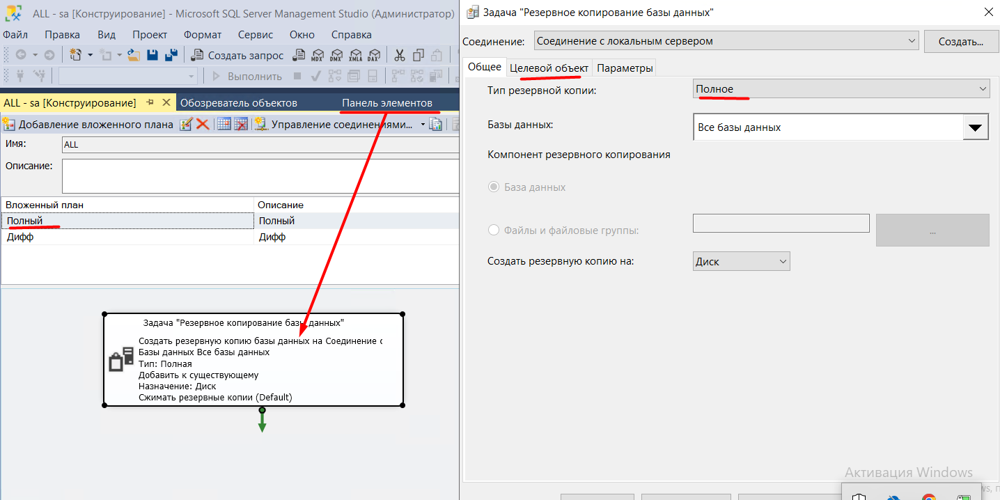 ALL - sa [Конструирование] - Microsoft SQL Server Management Studio (Администратор)
Файл Правка Вид Проект Формат Сервис Окно Справка
Создать запрос MDX DMX XMLA DAX
Выполнить
ALL - sa [Конструирование] Обозреватель объектов Панель элементов
Добавление вложенного плана Управление соединениями...
Имя: ALL
Описание:
Вложенный план Описание
Полный Полный
Дифф Дифф
Задача "Резервное копирование базы данных"
Создать резервную копию базы данных на Соединение с
Базы данных Все базы данных
Тип: Полная
Добавить к существующему
Назначение: Диск
Сжимать резервные копии (Default)
Задача "Резервное копирование базы данных"
Соединение: Соединение с локальным сервером Создать...
Общее Целевой объект Параметры
Тип резервной копии: Полное
Базы данных: Все базы данных
Компонент резервного копирования
База данных
Файлы и файловые группы: ...
Создать резервную копию на: Диск
Активация Windows